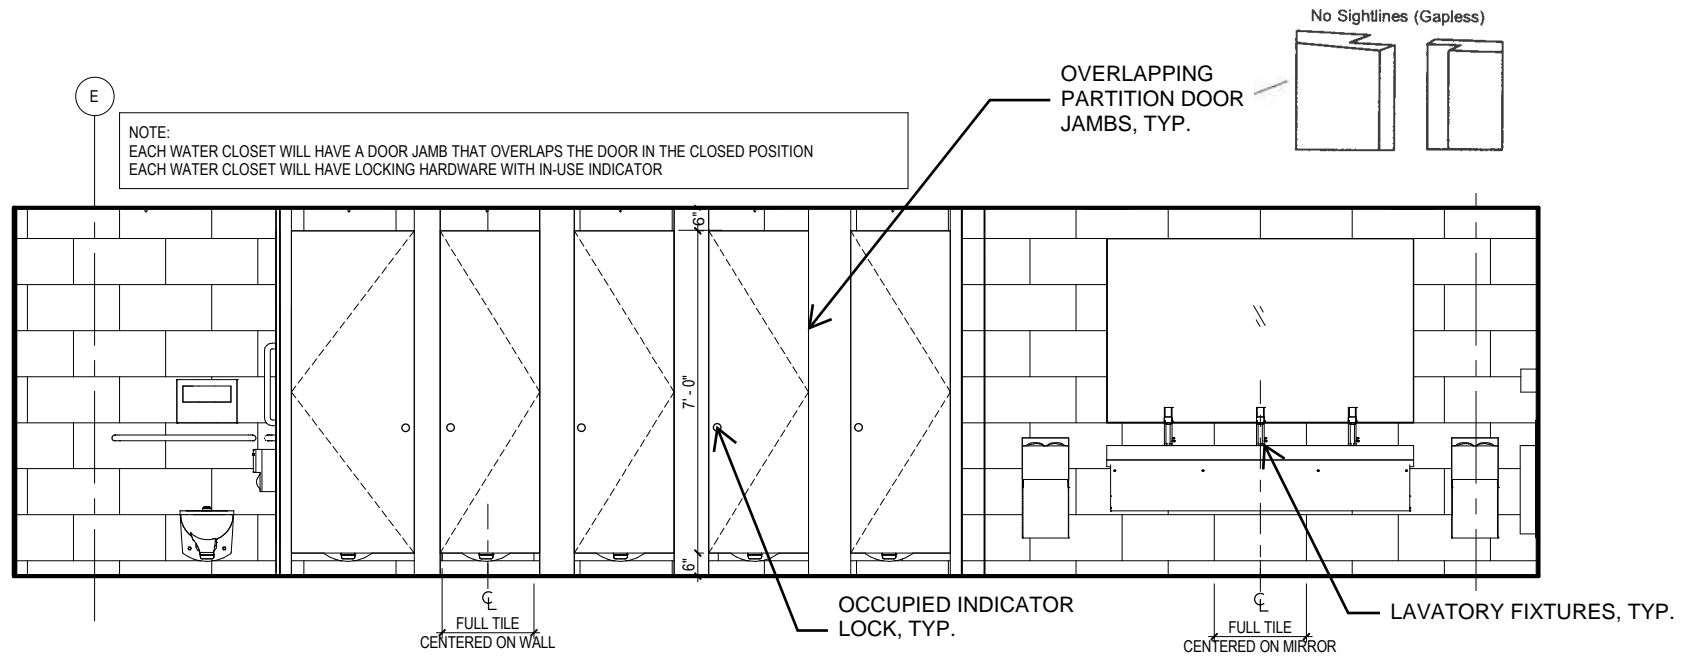 No Sightlines (Gapless)
OVERLAPPING
PARTITION DOOR
JAMBS, TYP.
E
NOTE:
EACH WATER CLOSET WILL HAVE A DOOR JAMB THAT OVERLAPS THE DOOR IN THE CLOSED POSITION
EACH WATER CLOSET WILL HAVE LOCKING HARDWARE WITH IN-USE INDICATOR
6"
7' - 0"
6"
℄
FULL TILE
CENTERED ON WALL
OCCUPIED INDICATOR
LOCK, TYP.
℄
FULL TILE
CENTERED ON MIRROR
LAVATORY FIXTURES, TYP.